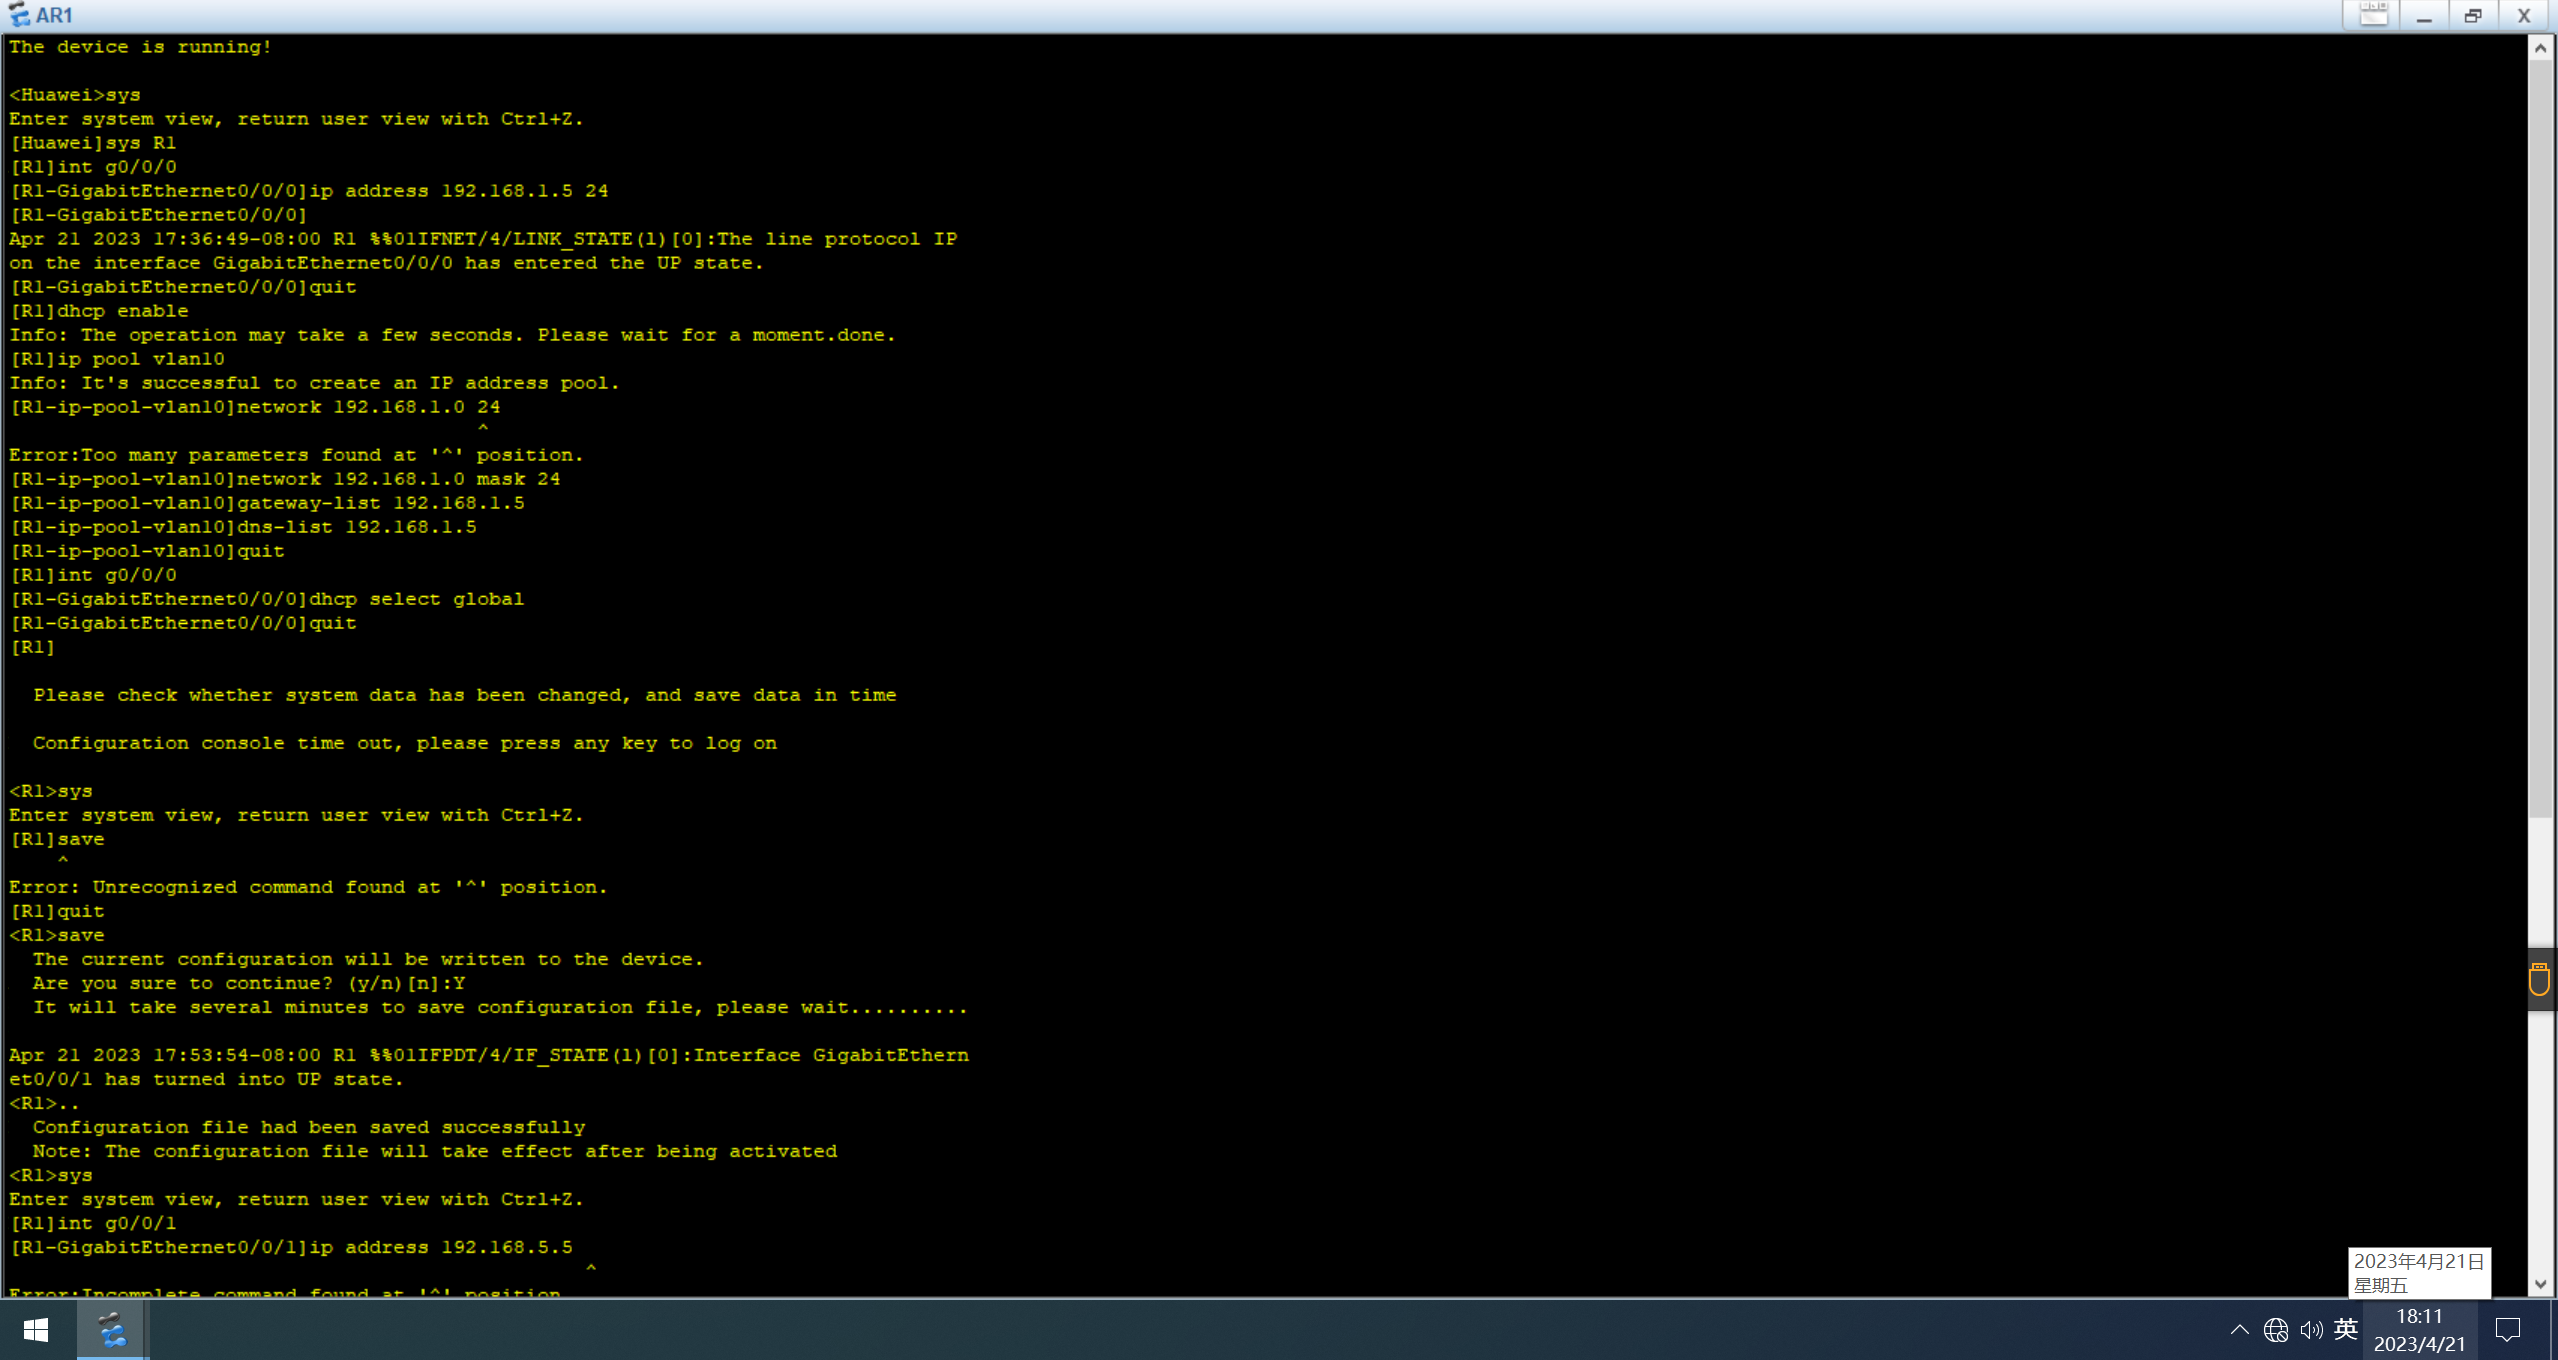 AR1
The device is running!
<Huawei>sys
Enter system view, return user view with Ctrl+Z.
[Huawei]sys R1
[R1]int g0/0/0
[R1-GigabitEthernet0/0/0]ip address 192.168.1.5 24
[R1-GigabitEthernet0/0/0]
Apr 21 2023 17:36:49-08:00 R1 %%01IFNET/4/LINK_STATE(l)[0]:The line protocol IP
on the interface GigabitEthernet0/0/0 has entered the UP state.
[R1-GigabitEthernet0/0/0]quit
[R1]dhcp enable
Info: The operation may take a few seconds. Please wait for a moment.done.
[R1]ip pool vlan10
Info: It's successful to create an IP address pool.
[R1-ip-pool-vlan10]network 192.168.1.0 24
^
Error:Too many parameters found at '^' position.
[R1-ip-pool-vlan10]network 192.168.1.0 mask 24
[R1-ip-pool-vlan10]gateway-list 192.168.1.5
[R1-ip-pool-vlan10]dns-list 192.168.1.5
[R1-ip-pool-vlan10]quit
[R1]int g0/0/0
[R1-GigabitEthernet0/0/0]dhcp select global
[R1-GigabitEthernet0/0/0]quit
[R1]
Please check whether system data has been changed, and save data in time
Configuration console time out, please press any key to log on
<R1>sys
Enter system view, return user view with Ctrl+Z.
[R1]save
^
Error: Unrecognized command found at '^' position.
[R1]quit
<R1>save
The current configuration will be written to the device.
Are you sure to continue? (y/n)[n]:Y
It will take several minutes to save configuration file, please wait..........
Apr 21 2023 17:53:54-08:00 R1 %%01IFPDT/4/IF_STATE(l)[0]:Interface GigabitEthern
et0/0/1 has turned into UP state.
<R1>..
Configuration file had been saved successfully
Note: The configuration file will take effect after being activated
<R1>sys
Enter system view, return user view with Ctrl+Z.
[R1]int g0/0/1
[R1-GigabitEthernet0/0/1]ip address 192.168.5.5
^
Error:Incomplete command found at '^' position.
2023年4月21日
星期五
英
18:11
2023/4/21